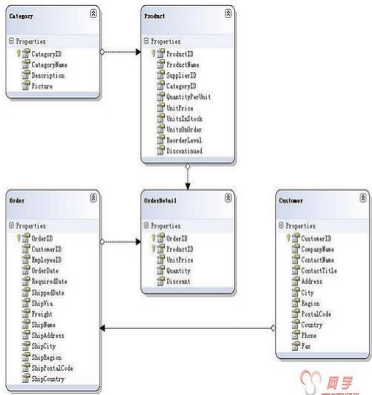 Category
Properties
CategoryID
CategoryName
Description
Picture
Product
Properties
ProductID
ProductName
SupplierID
CategoryID
QuantityPerUnit
UnitPrice
UnitsInStock
UnitsOnOrder
ReorderLevel
Discontinued
Order
Properties
OrderID
CustomerID
EmployeeID
OrderDate
RequiredDate
ShippedDate
ShipVia
Freight
ShipName
ShipAddress
ShipCity
ShipRegion
ShipPostalCode
ShipCountry
OrderDetail
Properties
OrderID
ProductID
UnitPrice
Quantity
Discount
Customer
Properties
CustomerID
CompanyName
ContactName
ContactTitle
Address
City
Region
PostalCode
Country
Phone
Fax
网学